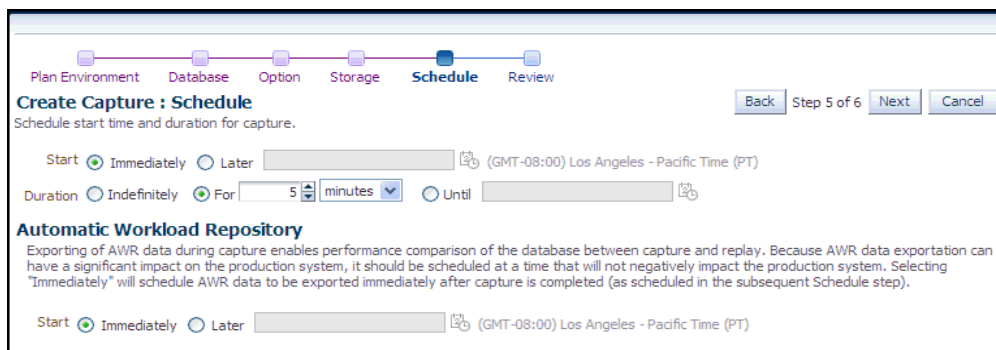 Plan Environment Database Option Storage Schedule Review
Create Capture : Schedule
Back Step 5 of 6 Next Cancel
Schedule start time and duration for capture.
Start Immediately Later (GMT-08:00) Los Angeles - Pacific Time (PT)
Duration Indefinitely For 5 minutes Until
Automatic Workload Repository
Exporting of AWR data during capture enables performance comparison of the database between capture and replay. Because AWR data exportation can
have a significant impact on the production system, it should be scheduled at a time that will not negatively impact the production system. Selecting
"Immediately" will schedule AWR data to be exported immediately after capture is completed (as scheduled in the subsequent Schedule step).
Start Immediately Later (GMT-08:00) Los Angeles - Pacific Time (PT)